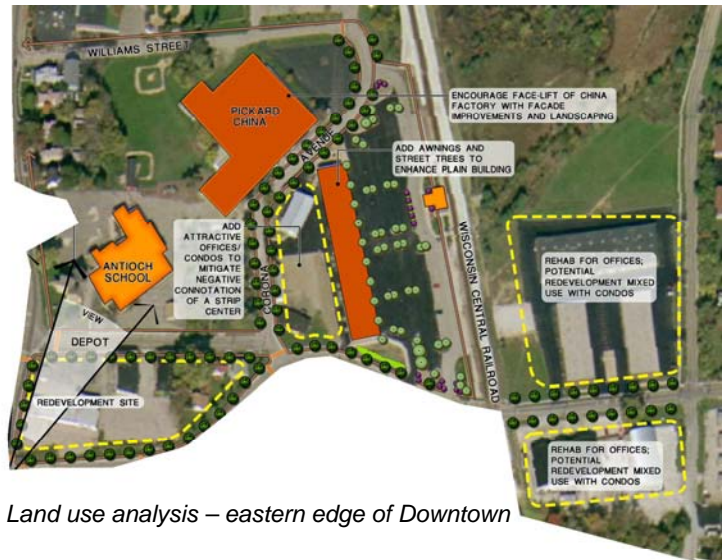 WILLIAMS STREET
PICKARD
CHINA
ENCOURAGE FACE-LIFT OF CHINA
FACTORY WITH FACADE
IMPROVEMENTS AND LANDSCAPING
AVENUE
ADD AWNINGS AND
STREET TREES TO
ENHANCE PLAIN BUILDING
ADD
ATTRACTIVE
OFFICES/
CONDOS TO
MITIGATE
NEGATIVE
CONNOTATION
OF A STRIP
CENTER
CORONA
ANTIOCH
SCHOOL
WISCONSIN CENTRAL RAILROAD
REHAB FOR OFFICES;
POTENTIAL
REDEVELOPMENT MIXED
USE WITH CONDOS
VIEW
DEPOT
REDEVELOPMENT SITE
REHAB FOR OFFICES;
POTENTIAL
REDEVELOPMENT MIXED
USE WITH CONDOS
Land use analysis – eastern edge of Downtown